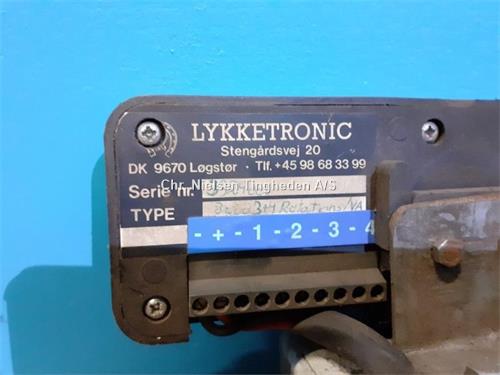 LYKKETRONIC
Stengårdsvej 20
DK 9670 Løgstør · Tlf. +45 98 68 33 99
Chr. Nielsen Tingheden A/S
Serie nr.
TYPE
- + - 1 - 2 - 3 - 4